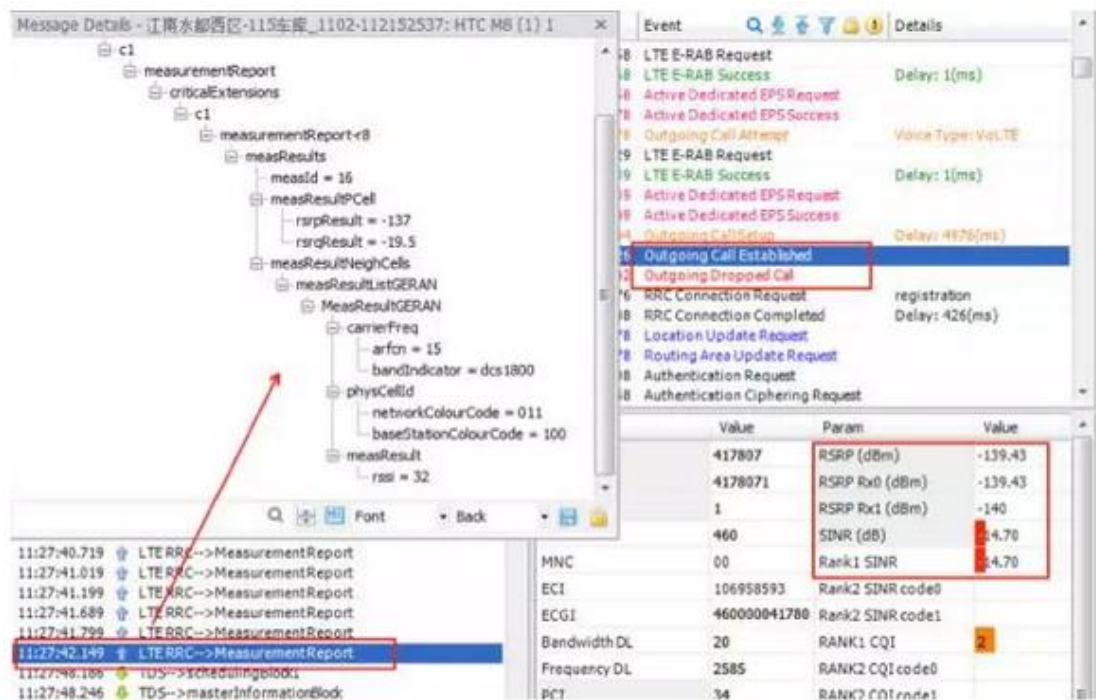 Message Details - 江南水都西区-115车库_1102-112152537: HTC M8 {1} 1
c1
measurementReport
criticalExtensions
c1
measurementReport-r8
measResults
measId = 16
measResultPCell
rsrpResult = -137
rsrqResult = -19.5
measResultNeighCells
measResultListGERAN
MeasResultGERAN
carrierFreq
arfcn = 15
bandIndicator = dcs1800
physCellId
networkColourCode = 011
baseStationColourCode = 100
measResult
rssi = 32
Font
Back
11:27:40.719 LTE RRC-->MeasurementReport
11:27:41.019 LTE RRC-->MeasurementReport
11:27:41.199 LTE RRC-->MeasurementReport
11:27:41.689 LTE RRC-->MeasurementReport
11:27:41.799 LTE RRC-->MeasurementReport
11:27:42.149 LTE RRC-->MeasurementReport
11:27:48.186 TDS-->schedulingBlock1
11:27:48.246 TDS-->masterInformationBlock
Event Details
LTE E-RAB Request
LTE E-RAB Success Delay: 1(ms)
Active Dedicated EPS Request
Active Dedicated EPS Success
Outgoing Call Attempt Voice Type: VoLTE
LTE E-RAB Request
LTE E-RAB Success Delay: 1(ms)
Active Dedicated EPS Request
Active Dedicated EPS Success
Outgoing Call Setup Delay: 4976(ms)
Outgoing Call Established
Outgoing Dropped Call
RRC Connection Request registration
RRC Connection Completed Delay: 426(ms)
Location Update Request
Routing Area Update Request
Authentication Request
Authentication Ciphering Request
Value Param Value
417807 RSRP (dBm) -139.43
4178071 RSRP Rx0 (dBm) -139.43
1 RSRP Rx1 (dBm) -140
460 SINR (dB) -14.70
MNC 00 Rank1 SINR -14.70
ECI 106958593 Rank2 SINR code0
ECGI 460000041780 Rank2 SINR code1
Bandwidth DL 20 RANK1 CQI 2
Frequency DL 2585 RANK2 CQI code0
PCI 34 RANK2 CQI code1